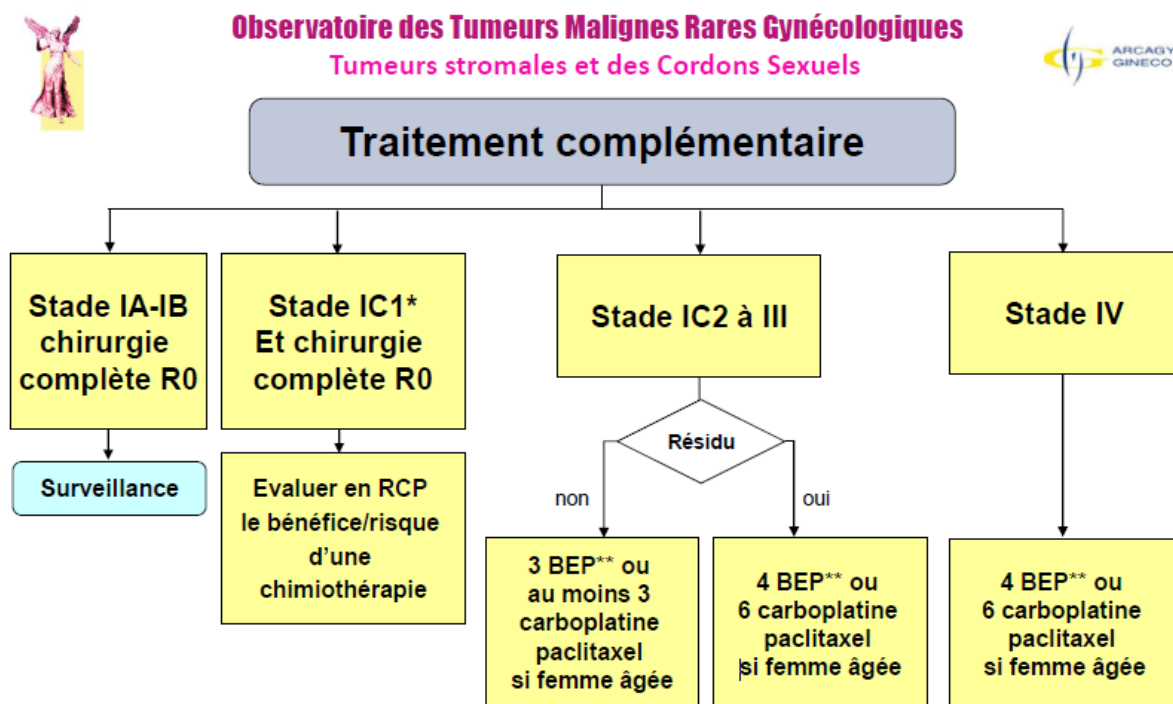 Observatoire des Tumeurs Malignes Rares Gynécologiques
Tumeurs stromales et des Cordons Sexuels
ARCAGY
GINECO
Traitement complémentaire
Stade IA-IB
chirurgie
complète R0
Stade IC1*
Et chirurgie
complète R0
Stade IC2 à III
Stade IV
Résidu
Surveillance
Evaluer en RCP
le bénéfice/risque
d'une
chimiothérapie
non
oui
3 BEP** ou
au moins 3
carboplatine
paclitaxel
si femme âgée
4 BEP** ou
6 carboplatine
paclitaxel
si femme âgée
4 BEP** ou
6 carboplatine
paclitaxel
si femme âgée